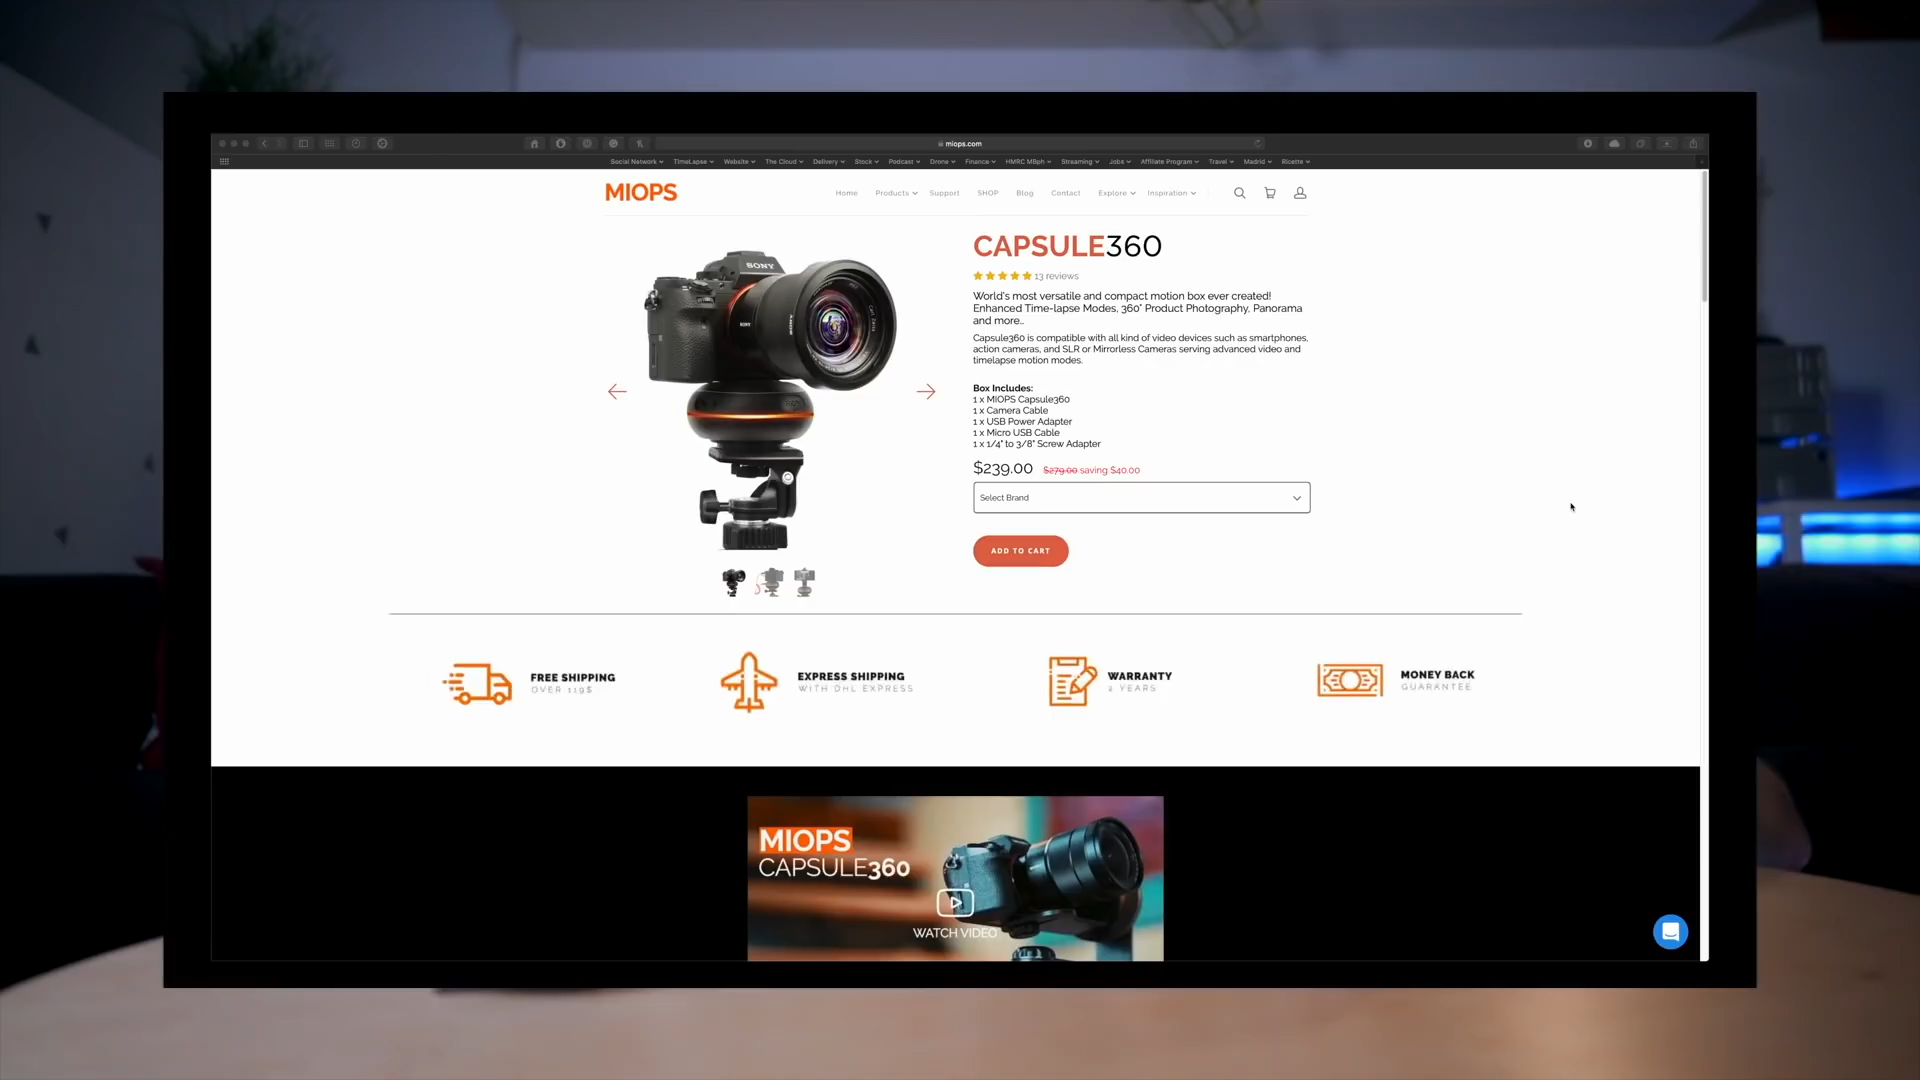 miops.com
Social Network TimeLapse Website The Cloud Delivery Stock Podcast Drone Finance HMRC MBph Streaming Jobs Affiliate Program Travel Madrid Ricette
MIOPS
Home Products Support SHOP Blog Contact Explore Inspiration
SONY
SONY
CAPSULE360
13 reviews
World's most versatile and compact motion box ever created!
Enhanced Time-lapse Modes, 360° Product Photography, Panorama
and more..
Capsule360 is compatible with all kind of video devices such as smartphones,
action cameras, and SLR or Mirrorless Cameras serving advanced video and
timelapse motion modes.
Box Includes:
1 x MIOPS Capsule360
1 x Camera Cable
1 x USB Power Adapter
1 x Micro USB Cable
1 x 1/4" to 3/8" Screw Adapter
$239.00 $279.00 saving $40.00
Select Brand
ADD TO CART
FREE SHIPPING
OVER 119$
EXPRESS SHIPPING
WITH DHL EXPRESS
WARRANTY
2 YEARS
MONEY BACK
GUARANTEE
MIOPS
CAPSULE360
WATCH VIDEO